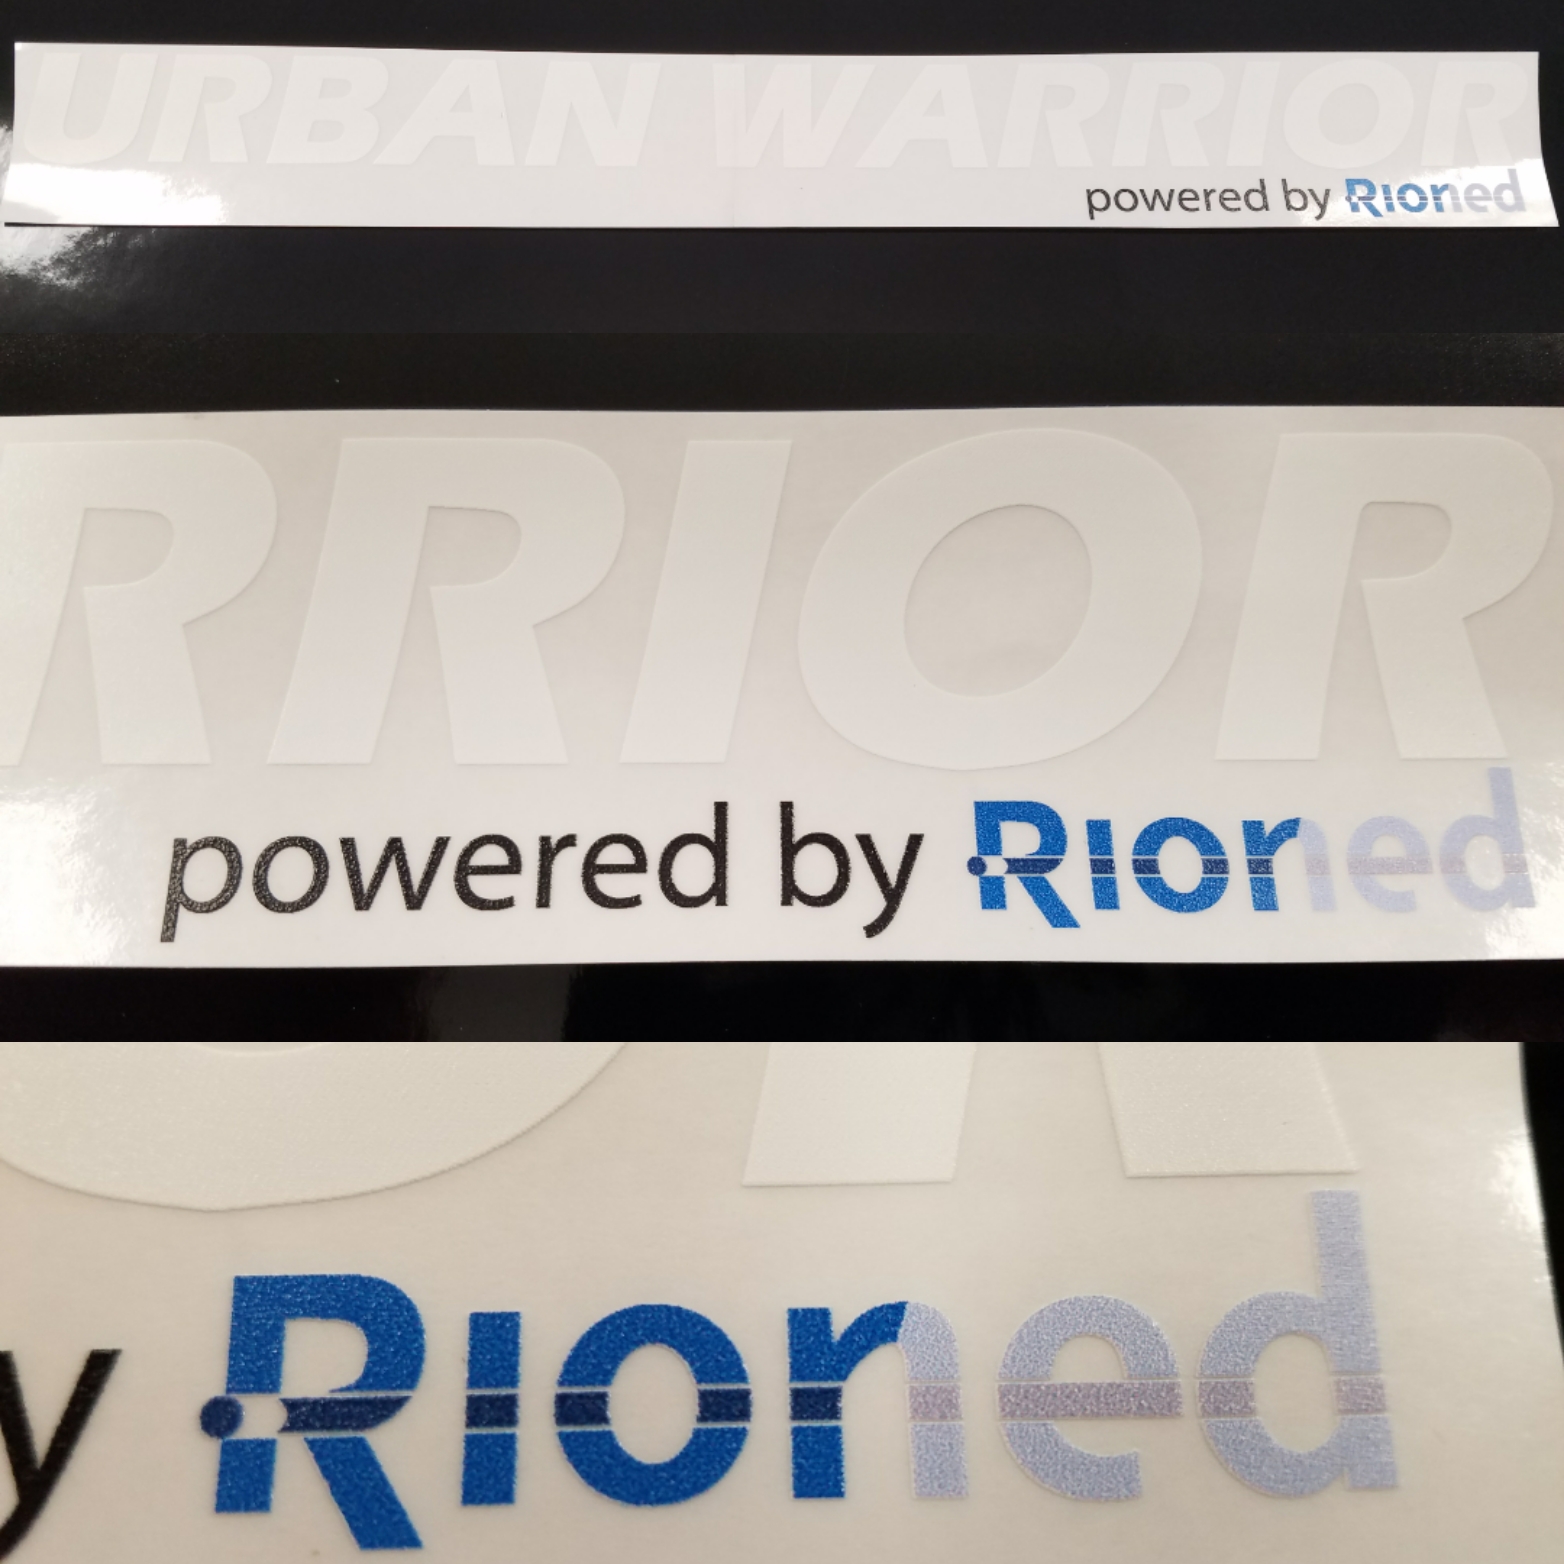 URBAN WARRIOR
powered by Rioned
RRIOR
powered by Rioned
y Rioned